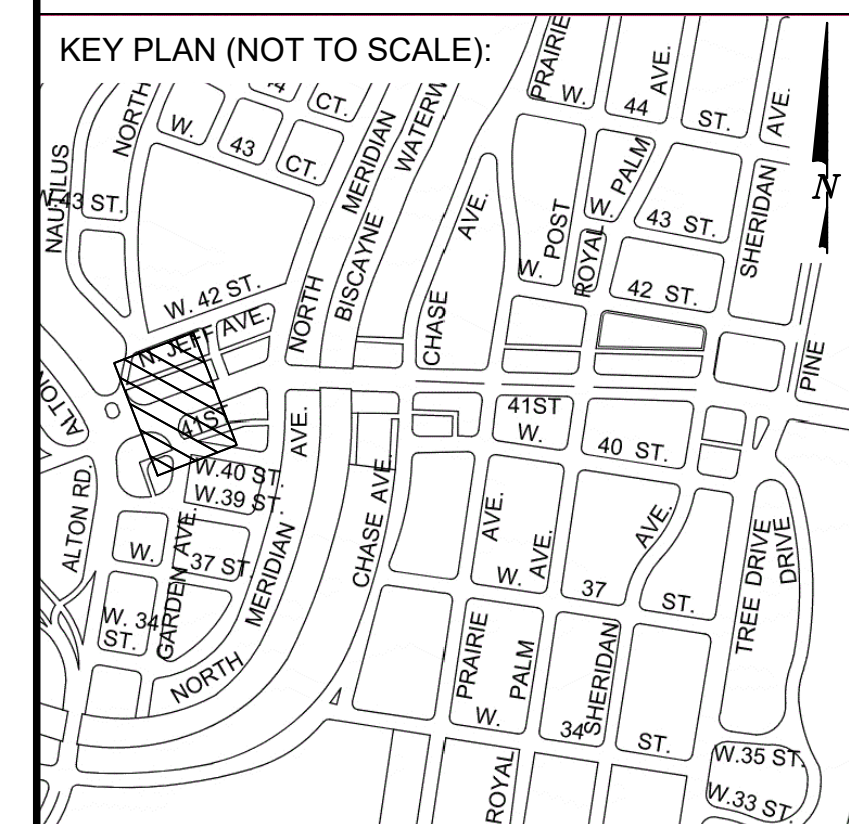 KEY PLAN (NOT TO SCALE):
PRAIRIE
W.
44
ST.
AVE.
AVE.
NORTH
W.
CT.
43
CT.
MERIDIAN
WATERW
NAUTILUS
W.43 ST.
PALM
W.
43 ST.
SHERIDAN
N
AVE.
POST
W.
ROYAL
42 ST.
BISCAYNE
NORTH
W. 42 ST.
N. JEFF AVE.
CHASE
PINE
ALTON
41ST
AVE.
41ST
W.
40 ST.
W.40 ST.
W.39 ST.
ALTON RD.
CHASE AVE.
AVE.
AVE.
AVE.
TREE DRIVE
DRIVE
W.
GARDEN AVE.
37 ST.
MERIDIAN
W.
37
ST.
W. 34
ST.
NORTH
PRAIRIE
PALM
SHERIDAN
W.
34
ST.
W.35 ST.
W.33 ST.
ROYAL